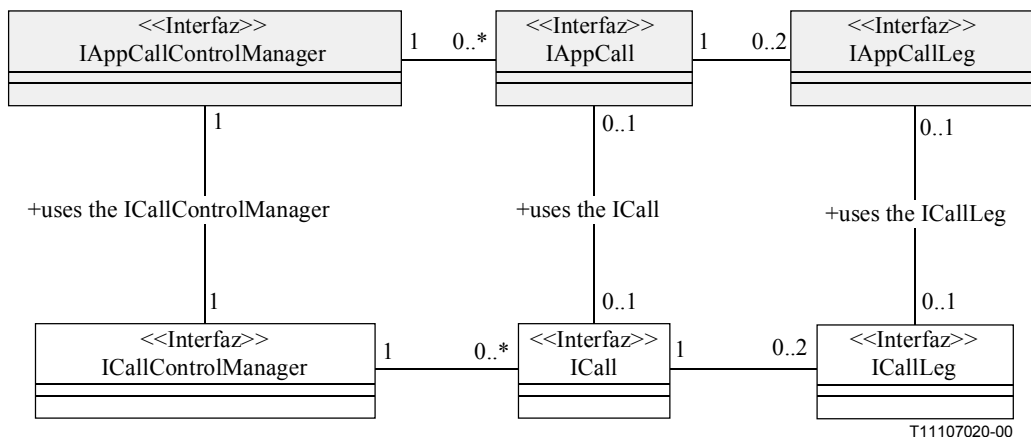 <<Interfaz>>
IAppCallControlManager
1
0..*
<<Interfaz>>
IAppCall
1
0..2
<<Interfaz>>
IAppCallLeg
1
0..1
0..1
+uses the ICallControlManager
+uses the ICall
+uses the ICallLeg
1
0..1
0..1
<<Interfaz>>
ICallControlManager
1
0..*
<<Interfaz>>
ICall
1
0..2
<<Interfaz>>
ICallLeg
T11107020-00